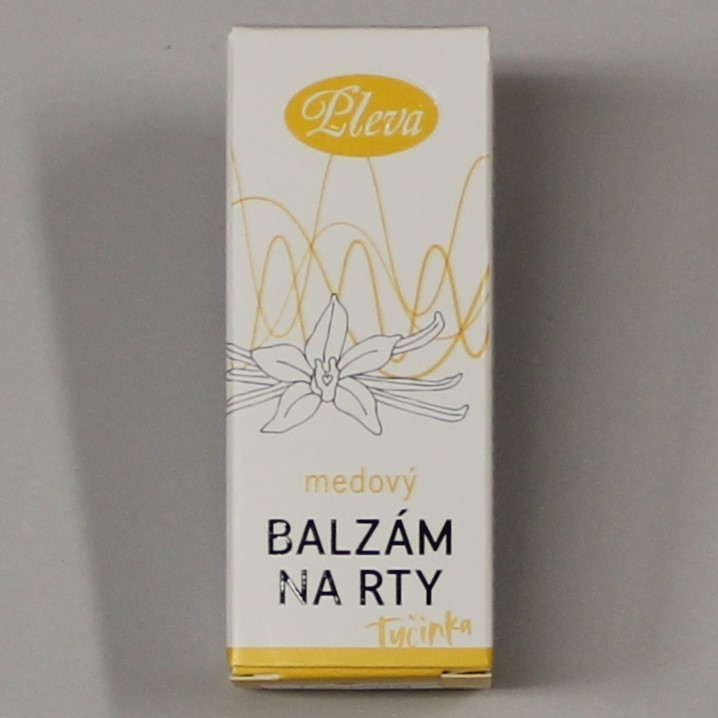 Pleva
medový
BALZÁM
NA RTY
Tyčinka